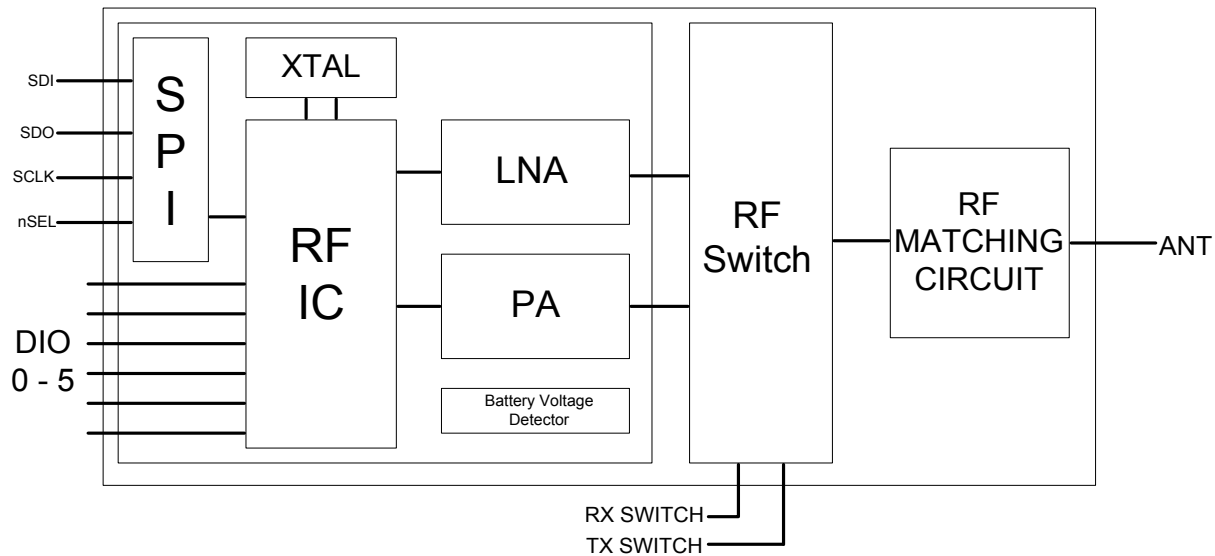 SDI
SDO
SCLK
nSEL
S
P
I
XTAL
RF
IC
LNA
PA
Battery Voltage
Detector
DIO
0 - 5
RF
Switch
RF
MATCHING
CIRCUIT
ANT
RX SWITCH
TX SWITCH